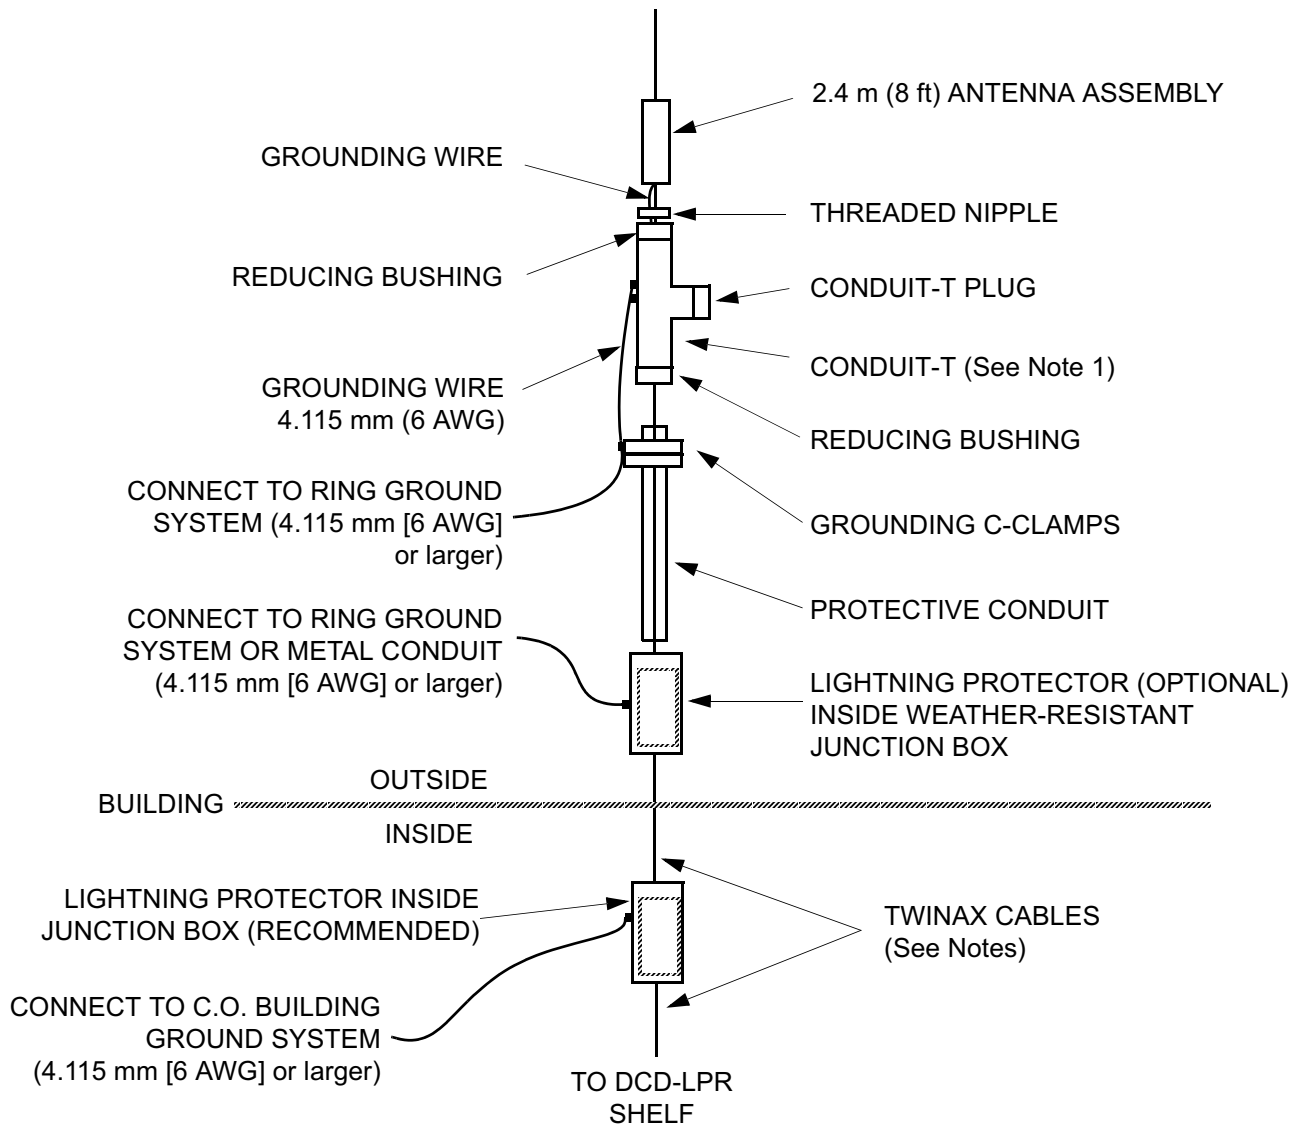 2.4 m (8 ft) ANTENNA ASSEMBLY
GROUNDING WIRE
THREADED NIPPLE
REDUCING BUSHING
CONDUIT-T PLUG
CONDUIT-T (See Note 1)
GROUNDING WIRE
4.115 mm (6 AWG)
REDUCING BUSHING
CONNECT TO RING GROUND
SYSTEM (4.115 mm [6 AWG]
or larger)
GROUNDING C-CLAMPS
PROTECTIVE CONDUIT
CONNECT TO RING GROUND
SYSTEM OR METAL CONDUIT
(4.115 mm [6 AWG] or larger)
LIGHTNING PROTECTOR (OPTIONAL)
INSIDE WEATHER-RESISTANT
JUNCTION BOX
OUTSIDE
BUILDING
INSIDE
LIGHTNING PROTECTOR INSIDE
JUNCTION BOX (RECOMMENDED)
TWINAX CABLES
(See Notes)
CONNECT TO C.O. BUILDING
GROUND SYSTEM
(4.115 mm [6 AWG] or larger)
TO DCD-LPR
SHELF